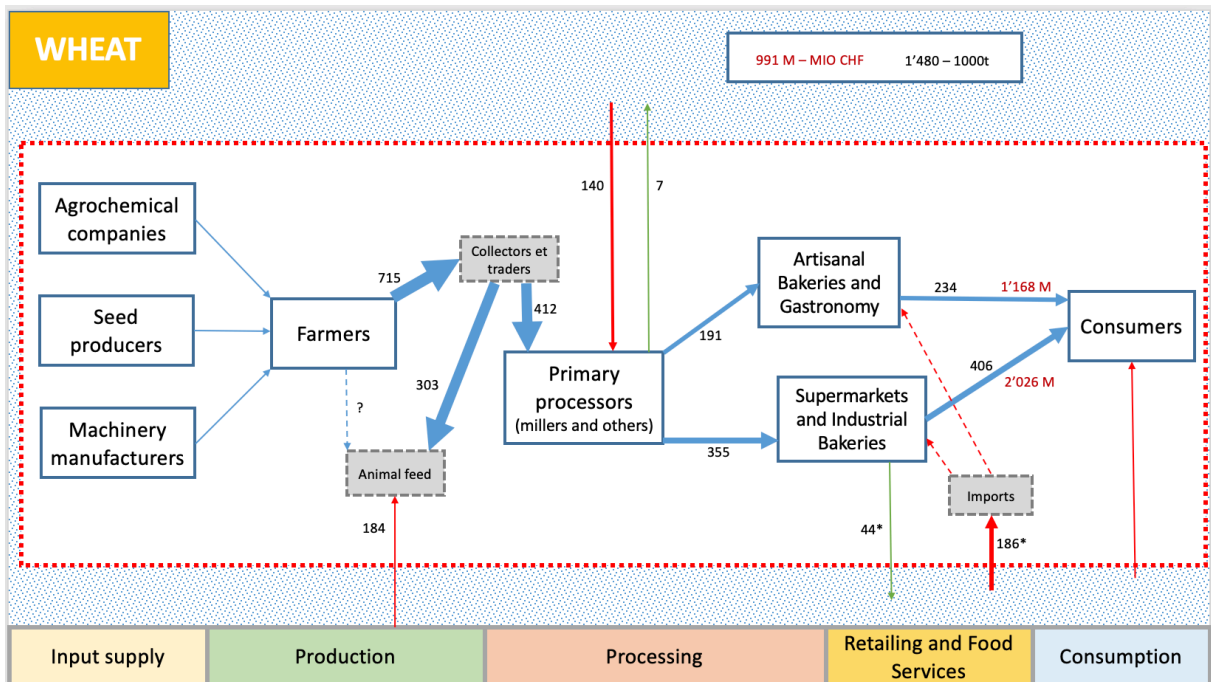 WHEAT
991 M – MIO CHF
1'480 – 1000t
140
7
Agrochemical
companies
Collectors et
traders
715
Artisanal
Bakeries and
Gastronomy
234
1'168 M
Seed
producers
Farmers
412
191
Consumers
Primary
processors
(millers and others)
303
406
2'026 M
?
Supermarkets
and Industrial
Bakeries
Machinery
manufacturers
355
Animal feed
Imports
184
44*
186*
Input supply
Production
Processing
Retailing and Food
Services
Consumption